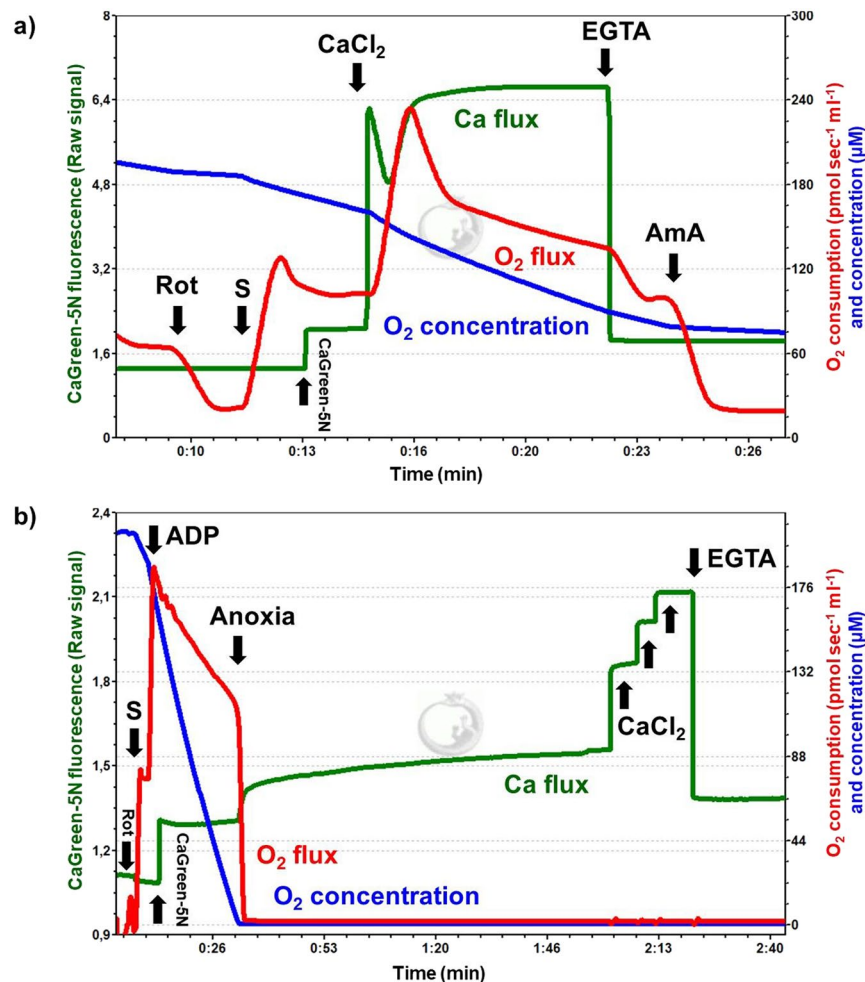 a)
CaGreen-5N fluorescence (Raw signal)
8
6,4
4,8
3,2
1,6
0
CaCl₂
EGTA
Ca flux
Rot
S
O₂ flux
AmA
O₂ concentration
CaGreen-5N
300
240
180
120
60
0
O₂ consumption (pmol sec⁻¹ ml⁻¹)
and concentration (µM)
0:10
0:13
0:16
0:20
0:23
0:26
Time (min)
b)
CaGreen-5N fluorescence (Raw signal)
2,4
2,1
1,8
1,5
1,2
0,9
ADP
EGTA
Anoxia
S
CaCl₂
Ca flux
Rot
CaGreen-5N
O₂ flux
O₂ concentration
176
132
88
44
0
O₂ consumption (pmol sec⁻¹ ml⁻¹)
and concentration (µM)
0:26
0:53
1:20
1:46
2:13
2:40
Time (min)